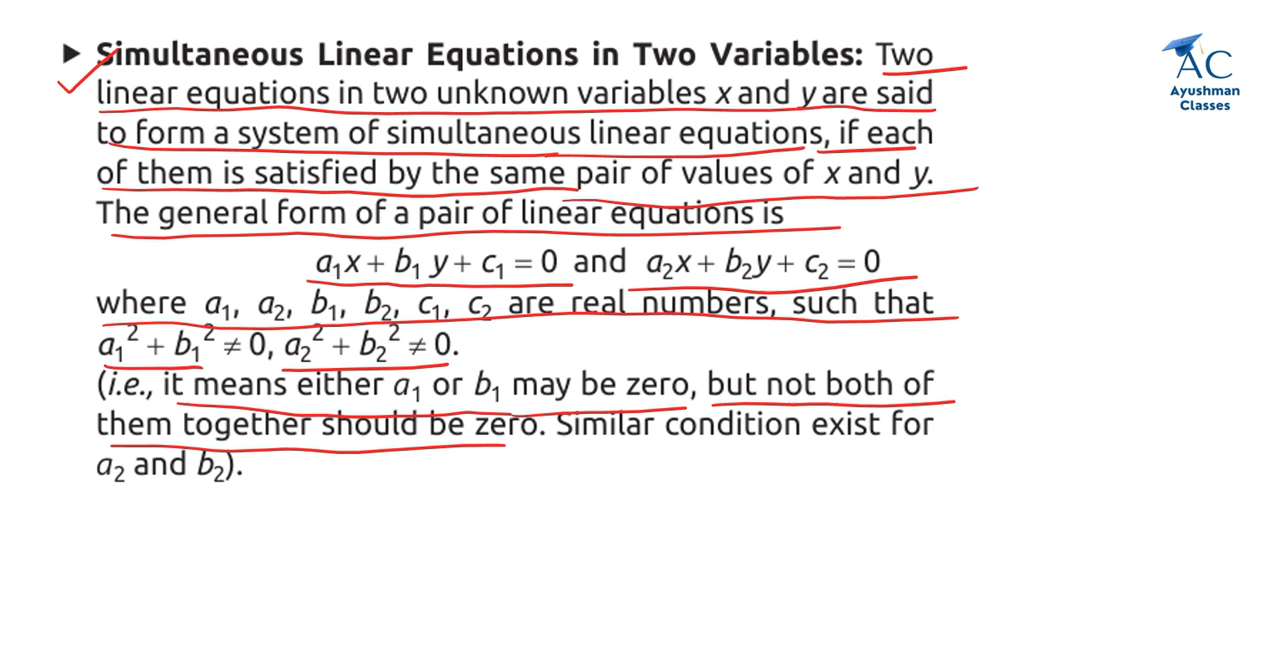 ▶ Simultaneous Linear Equations in Two Variables: Two
linear equations in two unknown variables x and y are said
to form a system of simultaneous linear equations, if each
of them is satisfied by the same pair of values of x and y.
The general form of a pair of linear equations is
a₁x + b₁ y + c₁ = 0 and a₂x + b₂y + c₂ = 0
where a₁, a₂, b₁, b₂, c₁, c₂ are real numbers, such that
a₁² + b₁² ≠ 0, a₂² + b₂² ≠ 0.
(i.e., it means either a₁ or b₁ may be zero, but not both of
them together should be zero. Similar condition exist for
a₂ and b₂).
AC
Ayushman
Classes